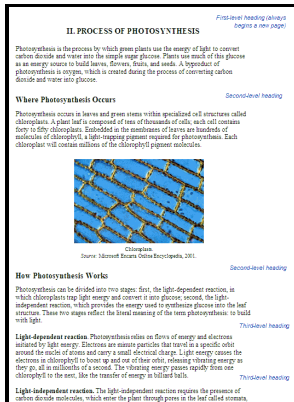 First-level heading (always
begins a new page)
II. PROCESS OF PHOTOSYNTHESIS
Photosynthesis is the process by which green plants use the energy of light to convert
carbon dioxide and water into the simple sugar glucose. Plants use much of this glucose
as an energy source to build leaves, flowers, fruits, and seeds. A byproduct of
photosynthesis is oxygen, which is created during the process of converting carbon
dioxide and water into glucose.
Second-level heading
Where Photosynthesis Occurs
Photosynthesis occurs in leaves and green stems within specialized cell structures called
chloroplasts. A plant leaf is composed of tens of thousands of cells; each cell contains
forty to fifty chloroplasts. Embedded in the membranes of leaves are hundreds of
molecules of chlorophyll, a light-trapping pigment required for photosynthesis. Each
chloroplast will contain millions of the chlorophyll pigment molecules.
Chloroplasts.
Source: Microsoft Encarta Online Encyclopedia, 2001.
Second-level heading
How Photosynthesis Works
Photosynthesis can be divided into two stages: first, the light-dependent reaction, in
which chloroplasts trap light energy and convert it into glucose; second, the light-
independent reaction, which provides the energy used to synthesize glucose into the leaf
structure. These two stages reflect the literal meaning of the term photosynthesis: to build
with light.
Third-level heading
Light-dependent reaction. Photosynthesis relies on flows of energy and electrons
initiated by light energy. Electrons are minute particles that travel in a specific orbit
around the nuclei of atoms and carry a small electrical charge. Light energy causes the
electrons in chlorophyll to boost up and out of their orbit, releasing vibrating energy as
they go, all in millionths of a second. The vibrating energy passes rapidly from one
chlorophyll to the next, like the transfer of energy in billiard balls.
Third-level heading
Light-independent reaction. The light-independent reaction requires the presence of
carbon dioxide molecules, which enter the plant through pores in the leaf called stomata,